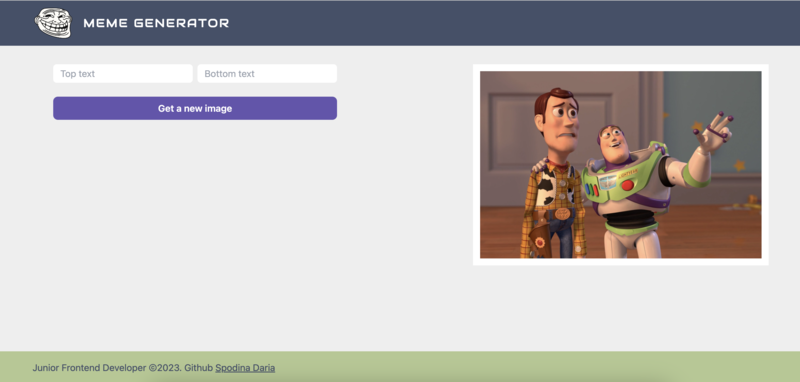 MEME GENERATOR
Top text Bottom text
Get a new image
Junior Frontend Developer ©2023. Github Spodina Daria